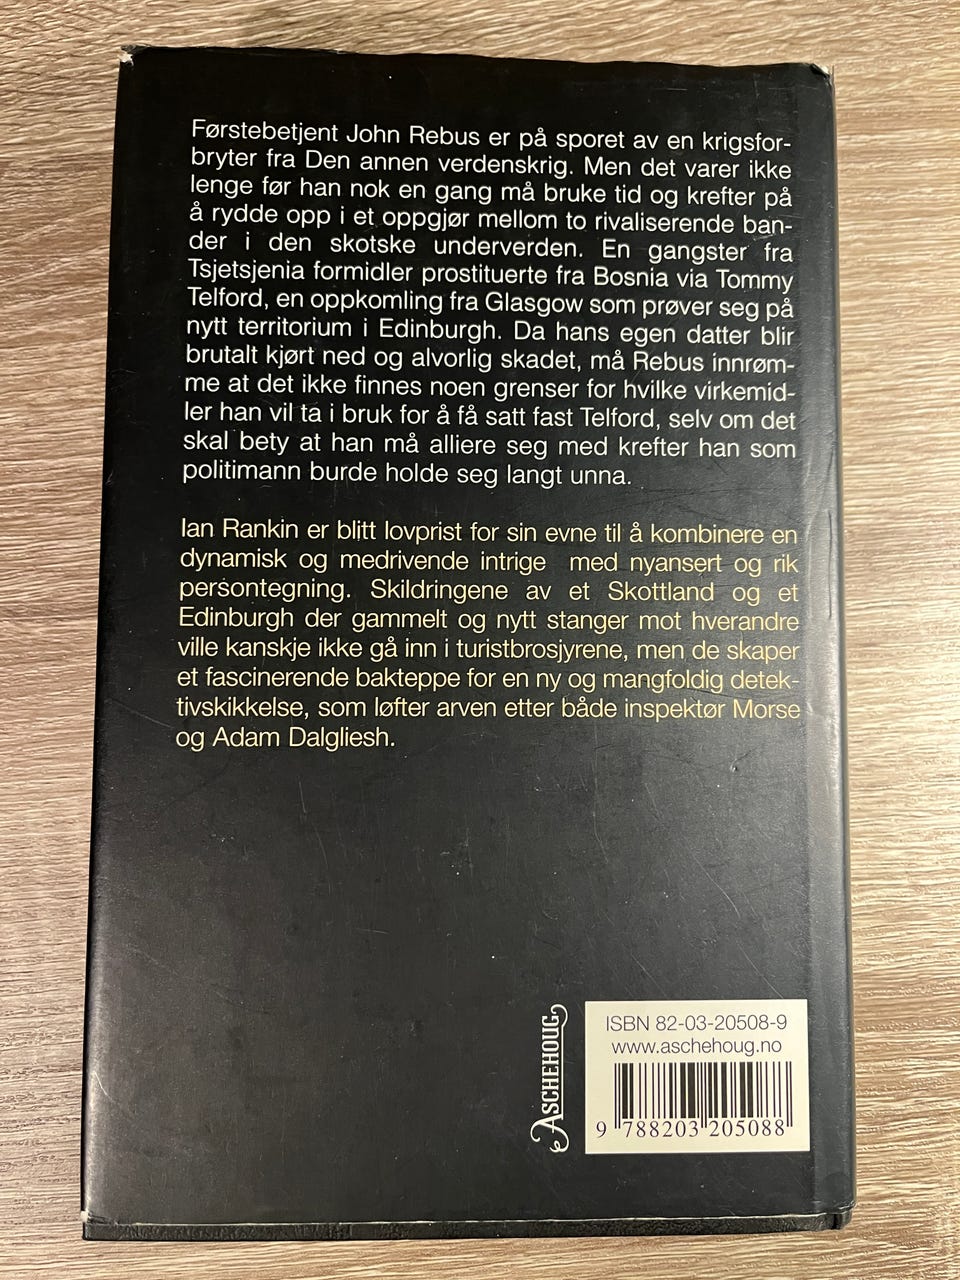 Førstebetjent John Rebus er på sporet av en krigsfor-
bryter fra Den annen verdenskrig. Men det varer ikke
lenge før han nok en gang må bruke tid og krefter på
å rydde opp i et oppgjør mellom to rivaliserende ban-
der i den skotske underverden. En gangster fra
Tsjetsjenia formidler prostituerte fra Bosnia via Tommy
Telford, en oppkomling fra Glasgow som prøver seg på
nytt territorium i Edinburgh. Da hans egen datter blir
brutalt kjørt ned og alvorlig skadet, må Rebus innrøm-
me at det ikke finnes noen grenser for hvilke virkemid-
ler han vil ta i bruk for å få satt fast Telford, selv om det
skal bety at han må alliere seg med krefter han som
politimann burde holde seg langt unna.
Ian Rankin er blitt lovprist for sin evne til å kombinere en
dynamisk og medrivende intrige med nyansert og rik
persontegning. Skildringene av et Skottland og et
Edinburgh der gammelt og nytt stanger mot hverandre
ville kanskje ikke gå inn i turistbrosjyrene, men de skaper
et fascinerende bakteppe for en ny og mangfoldig detek-
tivskikkelse, som løfter arven etter både inspektør Morse
og Adam Dalgliesh.
ASCHEHOUG
ISBN 82-03-20508-9
www.aschehoug.no
9 788203 205088